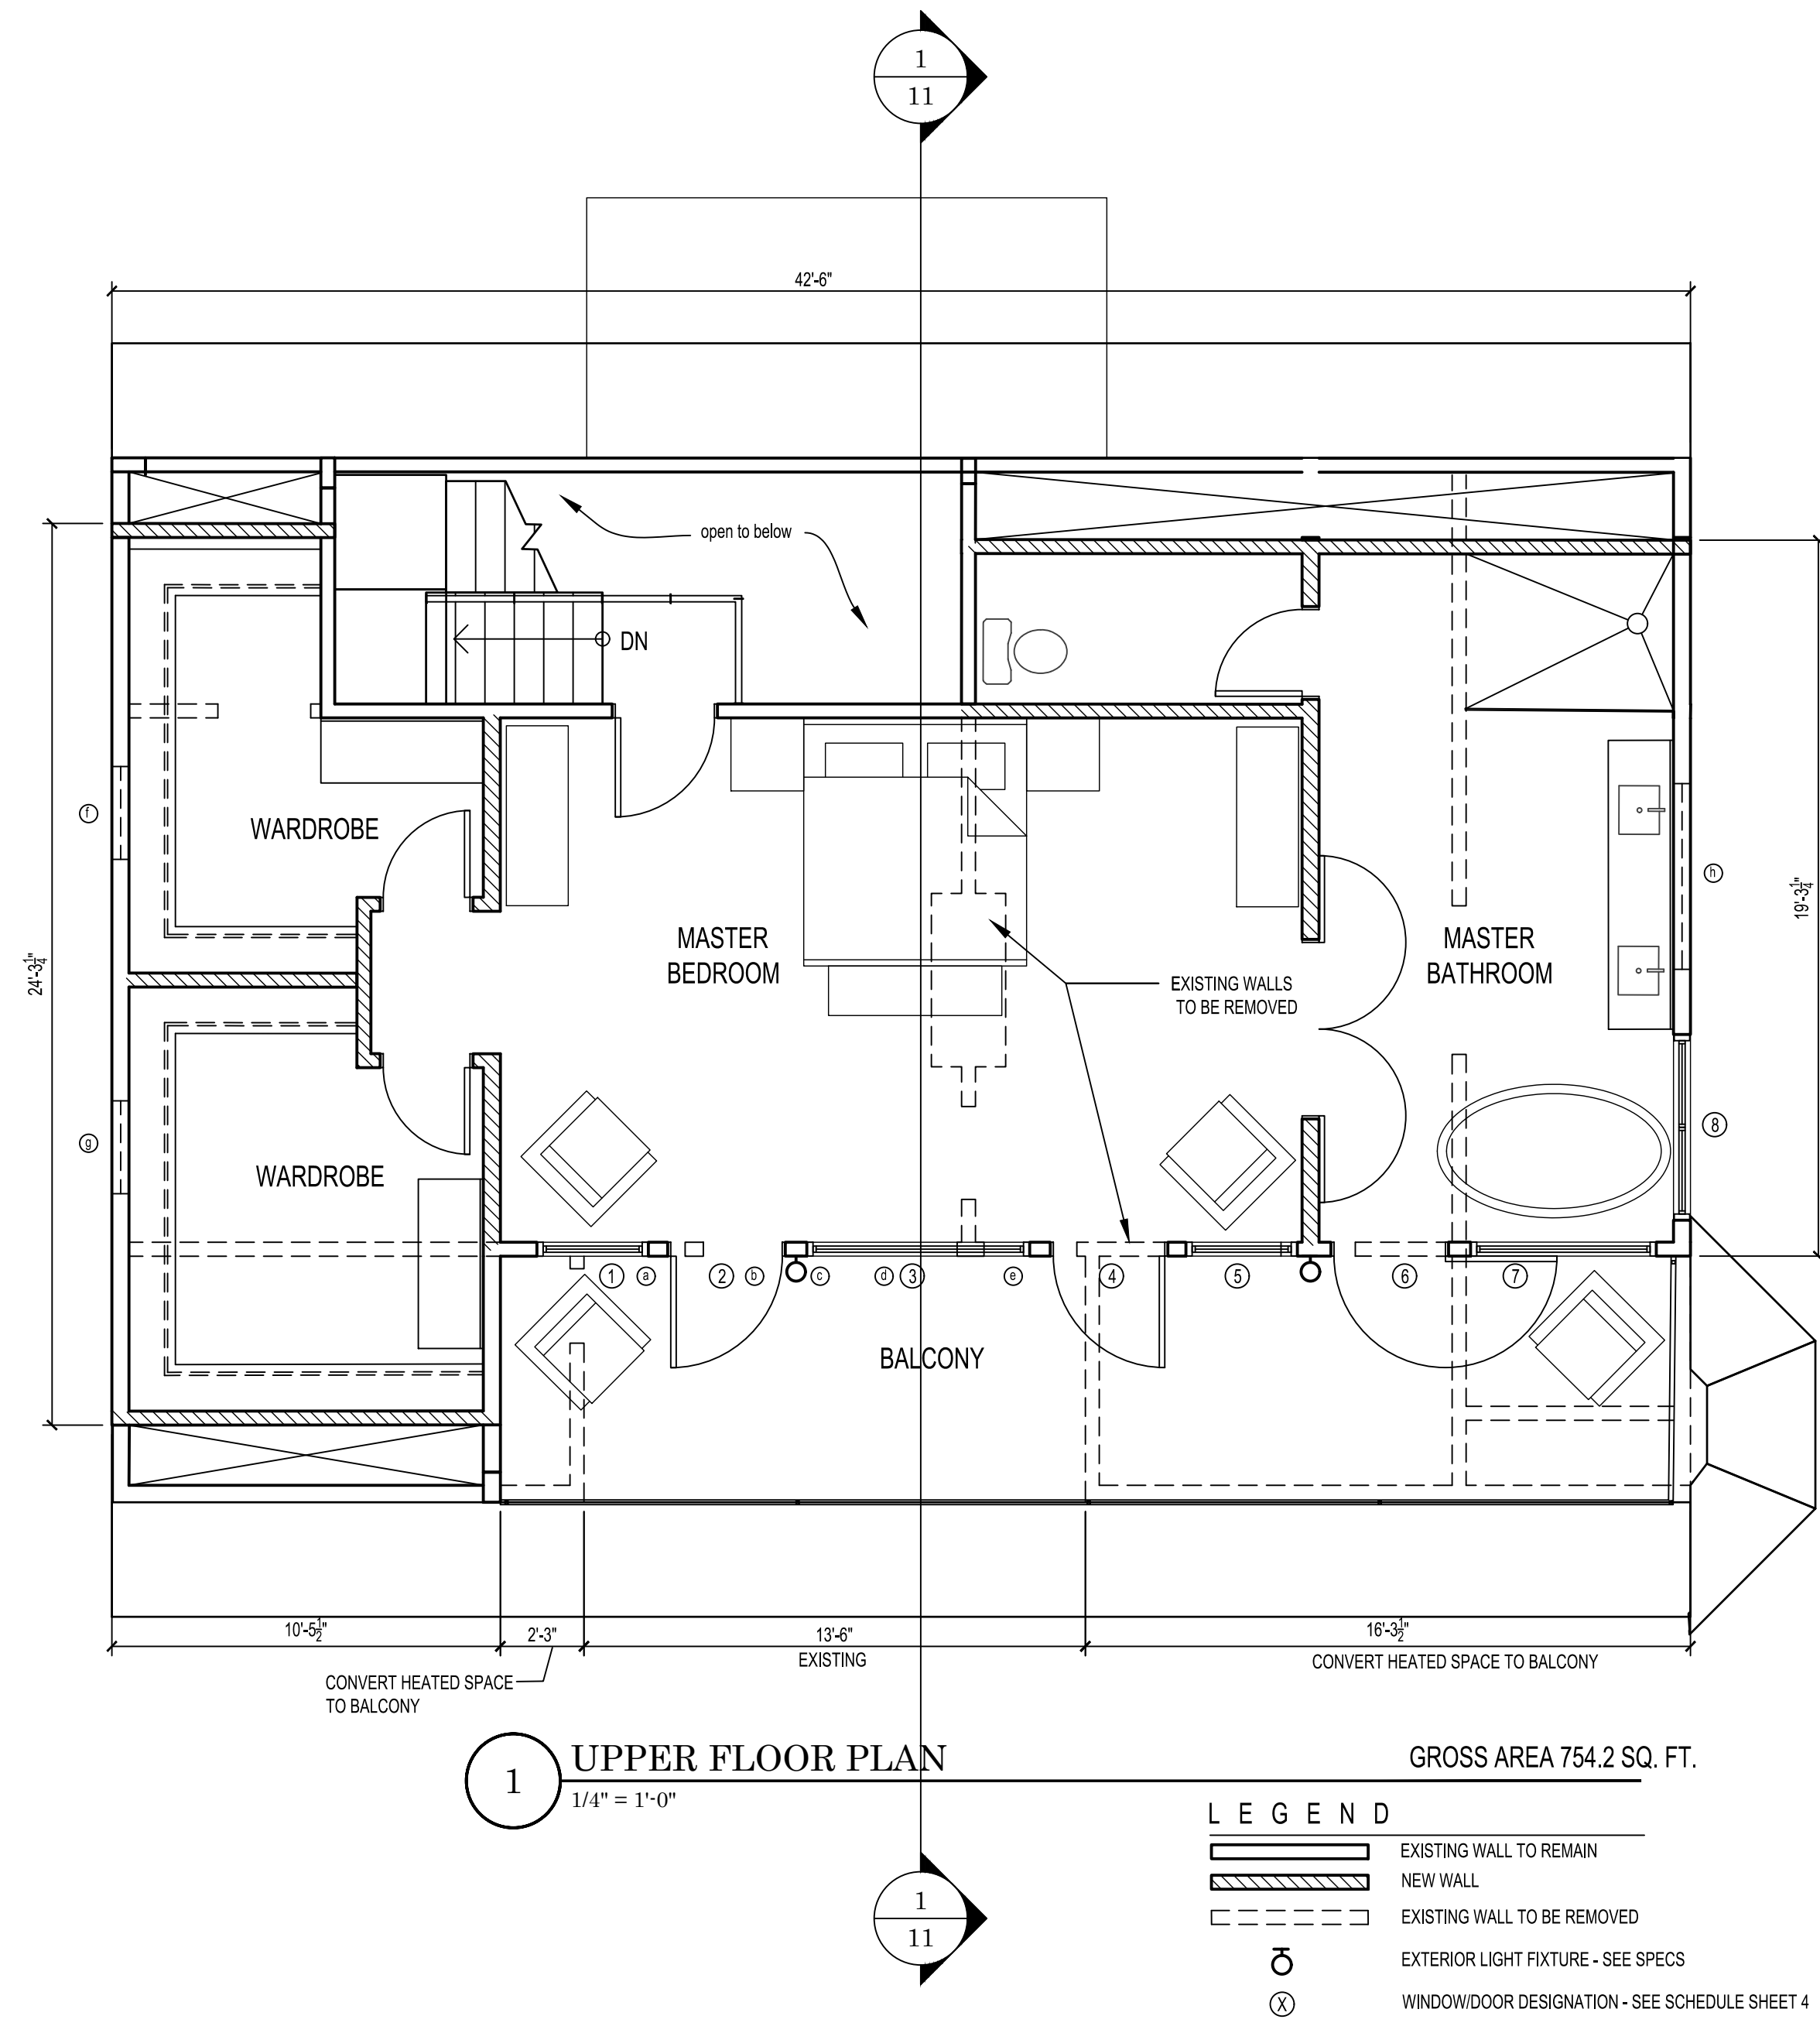 1
11
42'-6"
open to below
DN
f
WARDROBE
h
19'-3 1/4"
MASTER
BEDROOM
MASTER
BATHROOM
24'-3 1/4"
EXISTING WALLS
TO BE REMOVED
g
8
WARDROBE
1 a 2 b c d 3 e 4 5 6 7
BALCONY
10'-5 1/2"
2'-3"
13'-6"
EXISTING
16'-3 1/2"
CONVERT HEATED SPACE TO BALCONY
CONVERT HEATED SPACE
TO BALCONY
1
UPPER FLOOR PLAN
1/4" = 1'-0"
GROSS AREA 754.2 SQ. FT.
LEGEND
EXISTING WALL TO REMAIN
NEW WALL
EXISTING WALL TO BE REMOVED
EXTERIOR LIGHT FIXTURE - SEE SPECS
X WINDOW/DOOR DESIGNATION - SEE SCHEDULE SHEET 4
1
11